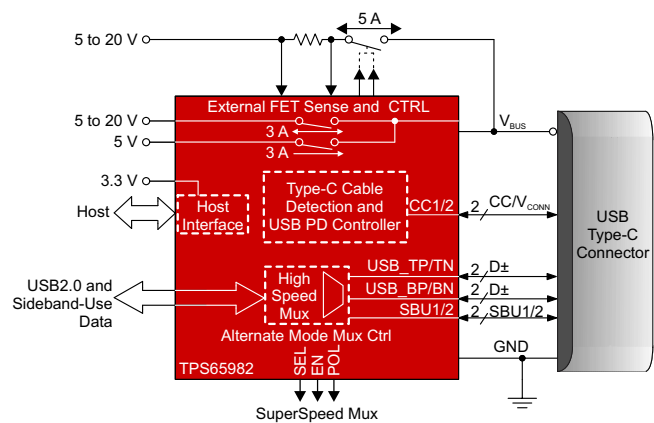 5 A
5 to 20 V
External FET Sense and CTRL
5 to 20 V
3 A
5 V
3 A
VBUS
3.3 V
Type-C Cable
Detection and
USB PD Controller
CC1/2
2
CC/VCONN
Host
Host
Interface
USB
Type-C
Connector
USB2.0 and
Sideband-Use
Data
High
Speed
Mux
USB_TP/TN
2
D±
USB_BP/BN
2
D±
SBU1/2
2
SBU1/2
Alternate Mode Mux Ctrl
GND
TPS65982
SEL
EN
POL
SuperSpeed Mux